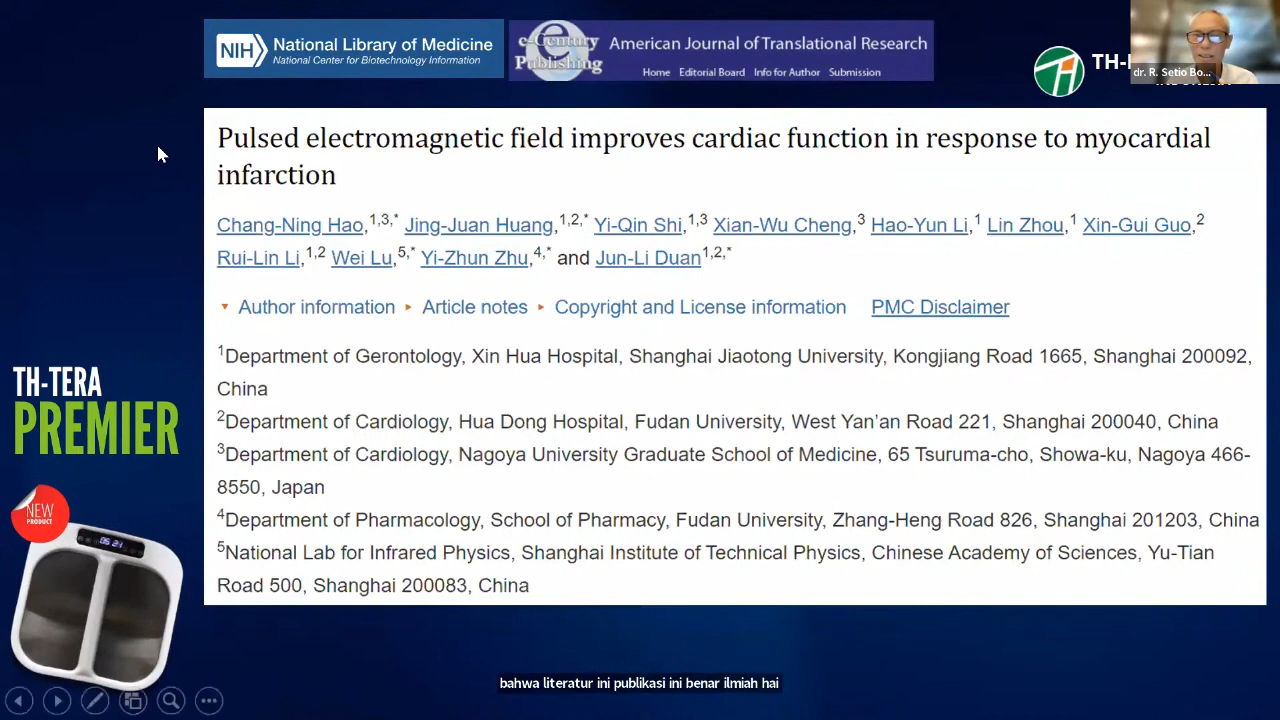 NIH National Library of Medicine
National Center for Biotechnology Information
e-Century
Publishing
American Journal of Translational Research
Home Editorial Board Info for Author Submission
dr. R. Setio Bo...
Pulsed electromagnetic field improves cardiac function in response to myocardial
infarction
Chang-Ning Hao,1,3,* Jing-Juan Huang,1,2,* Yi-Qin Shi,1,3 Xian-Wu Cheng,3 Hao-Yun Li,1 Lin Zhou,1 Xin-Gui Guo,2
Rui-Lin Li,1,2 Wei Lu,5,* Yi-Zhun Zhu,4,* and Jun-Li Duan1,2,*
Author information Article notes Copyright and License information PMC Disclaimer
1Department of Gerontology, Xin Hua Hospital, Shanghai Jiaotong University, Kongjiang Road 1665, Shanghai 200092,
China
2Department of Cardiology, Hua Dong Hospital, Fudan University, West Yan'an Road 221, Shanghai 200040, China
3Department of Cardiology, Nagoya University Graduate School of Medicine, 65 Tsuruma-cho, Showa-ku, Nagoya 466-
8550, Japan
4Department of Pharmacology, School of Pharmacy, Fudan University, Zhang-Heng Road 826, Shanghai 201203, China
5National Lab for Infrared Physics, Shanghai Institute of Technical Physics, Chinese Academy of Sciences, Yu-Tian
Road 500, Shanghai 200083, China
TH-TERA
PREMIER
NEW
PRODUCT
bahwa literatur ini publikasi ini benar ilmiah hai